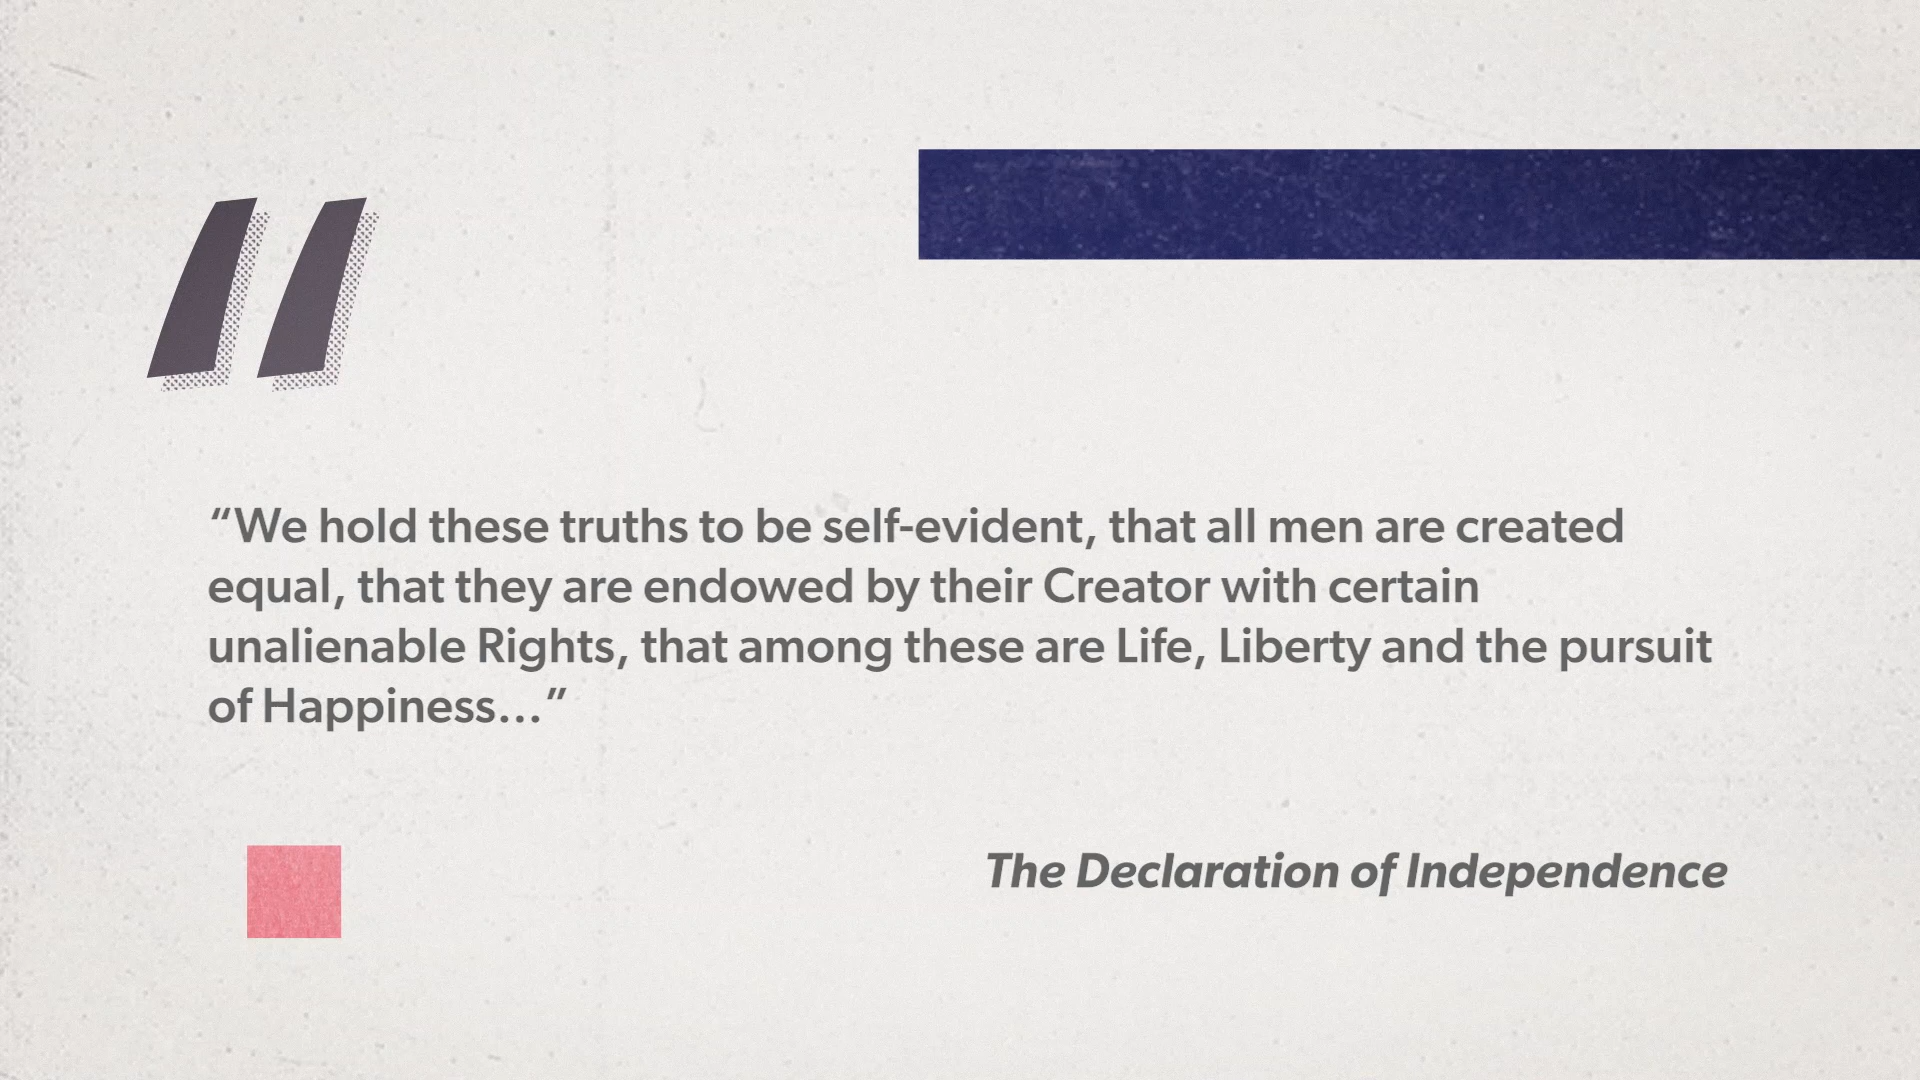 “We hold these truths to be self-evident, that all men are created
equal, that they are endowed by their Creator with certain
unalienable Rights, that among these are Life, Liberty and the pursuit
of Happiness…”
The Declaration of Independence